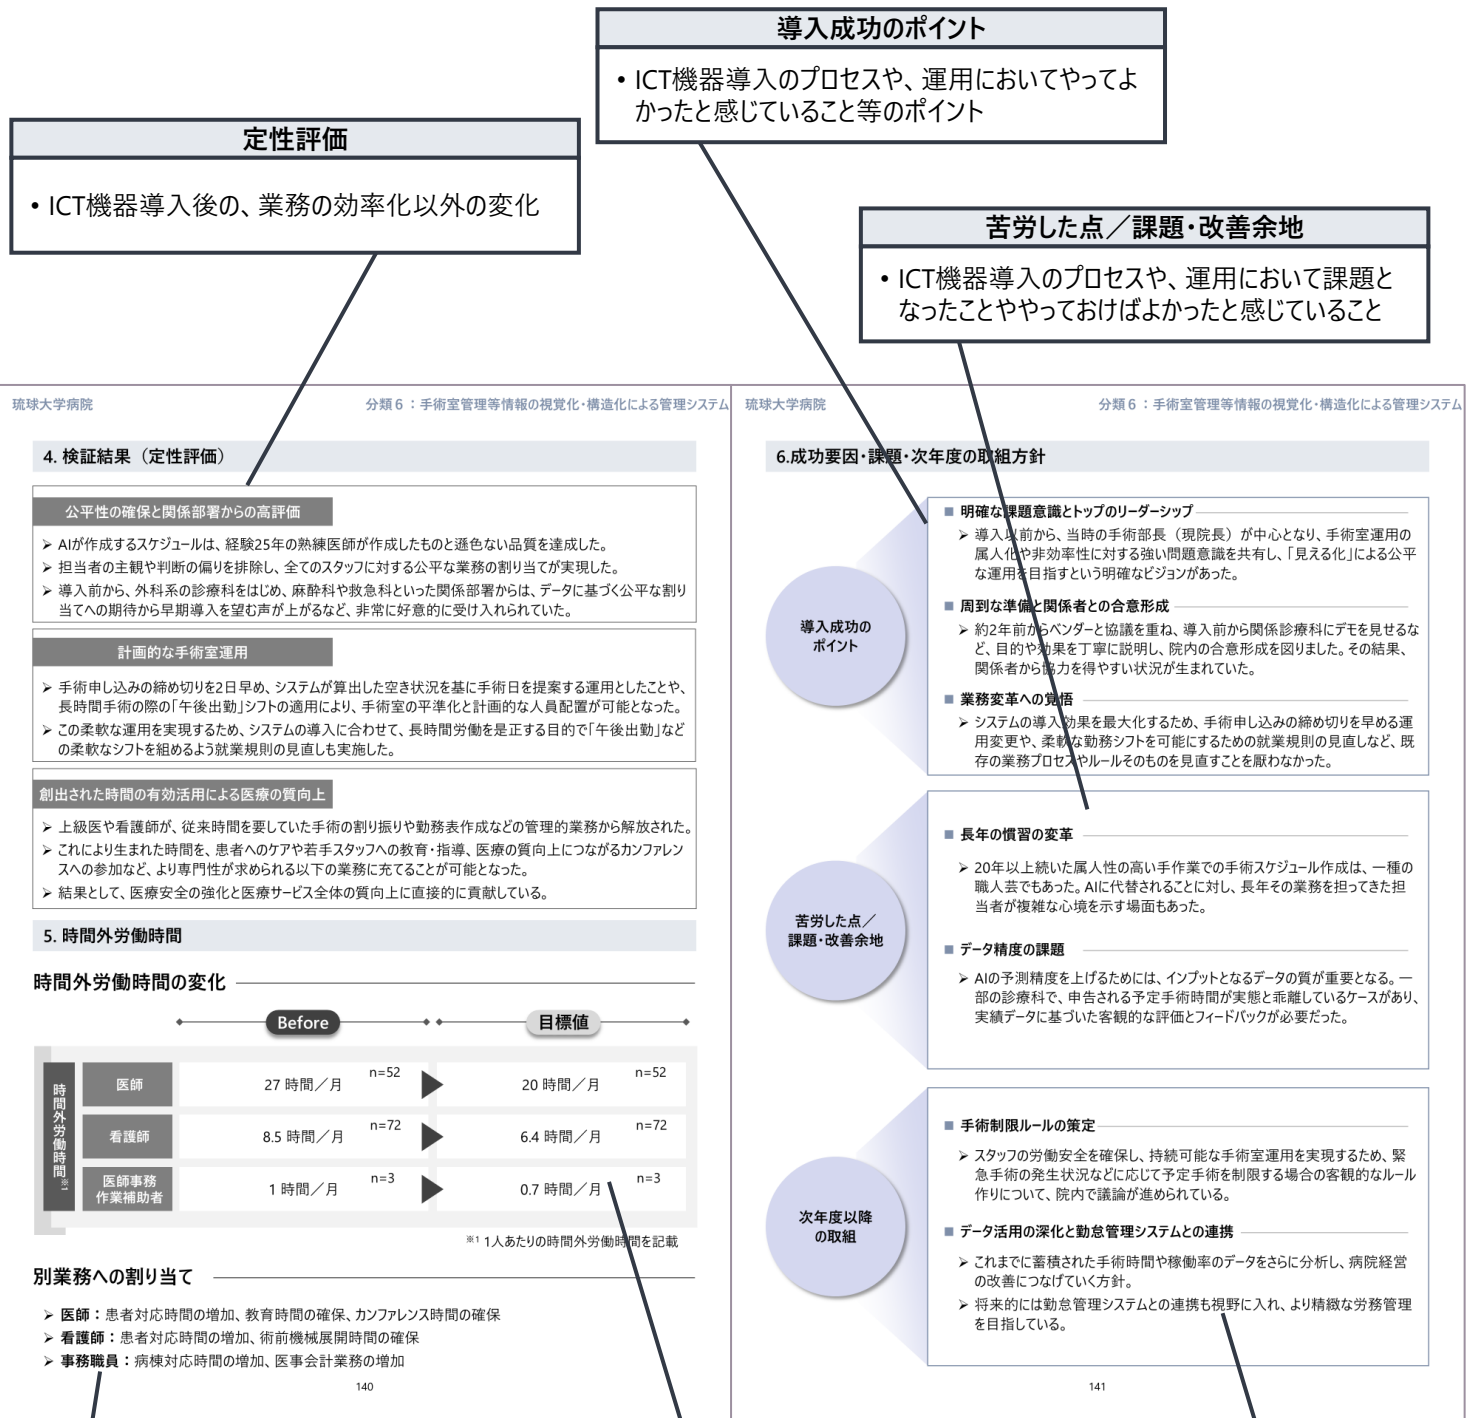 導入成功のポイント
• ICT機器導入のプロセスや、運用においてやってよ
かったと感じていること等のポイント
定性評価
• ICT機器導入後の、業務の効率化以外の変化
苦労した点／課題・改善余地
• ICT機器導入のプロセスや、運用において課題と
なったことややっておけばよかったと感じていること
琉球大学病院
分類６：手術室管理等情報の視覚化・構造化による管理システム
4. 検証結果（定性評価）
公平性の確保と関係部署からの高評価
➢ AIが作成するスケジュールは、経験25年の熟練医師が作成したものと遜色ない品質を達成した。
➢ 担当者の主観や判断の偏りを排除し、全てのスタッフに対する公平な業務の割り当てが実現した。
➢ 導入前から、外科系の診療科をはじめ、麻酔科や救急科といった関係部署からは、データに基づく公平な割り
当てへの期待から早期導入を望む声が上がるなど、非常に好意的に受け入れられていた。
計画的な手術室運用
➢ 手術申し込みの締め切りを2日早め、システムが算出した空き状況を基に手術日を提案する運用としたことや、
長時間手術の際の「午後出勤」シフトの適用により、手術室の平準化と計画的な人員配置が可能となった。
➢ この柔軟な運用を実現するため、システムの導入に合わせて、長時間労働を是正する目的で「午後出勤」など
の柔軟なシフトを組めるよう就業規則の見直しも実施した。
創出された時間の有効活用による医療の質向上
➢ 上級医や看護師が、従来時間を要していた手術の割り振りや勤務表作成などの管理的業務から解放された。
➢ これにより生まれた時間を、患者へのケアや若手スタッフへの教育・指導、医療の質向上につながるカンファレン
スへの参加など、より専門性が求められる以下の業務に充てることが可能となった。
➢ 結果として、医療安全の強化と医療サービス全体の質向上に直接的に貢献している。
5. 時間外労働時間
時間外労働時間の変化
Before
目標値
時間外労働時間※1
医師
27 時間／月
n=52
20 時間／月
n=52
看護師
8.5 時間／月
n=72
6.4 時間／月
n=72
医師事務
作業補助者
1 時間／月
n=3
0.7 時間／月
n=3
※1 1人あたりの時間外労働時間を記載
別業務への割り当て
➢ 医師：患者対応時間の増加、教育時間の確保、カンファレンス時間の確保
➢ 看護師：患者対応時間の増加、術前機械展開時間の確保
➢ 事務職員：病棟対応時間の増加、医事会計業務の増加
140
琉球大学病院
分類６：手術室管理等情報の視覚化・構造化による管理システム
6.成功要因・課題・次年度の取組方針
導入成功の
ポイント
■ 明確な課題意識とトップのリーダーシップ
➢ 導入以前から、当時の手術部長（現院長）が中心となり、手術室運用の
属人化や非効率性に対する強い問題意識を共有し、「見える化」による公平
な運用を目指すという明確なビジョンがあった。
■ 周到な準備と関係者との合意形成
➢ 約2年前からベンダーと協議を重ね、導入前から関係診療科にデモを見せるな
ど、目的や効果を丁寧に説明し、院内の合意形成を図りました。その結果、
関係者から協力を得やすい状況が生まれていた。
■ 業務変革への覚悟
➢ システムの導入効果を最大化するため、手術申し込みの締め切りを早める運
用変更や、柔軟な勤務シフトを可能にするための就業規則の見直しなど、既
存の業務プロセスやルールそのものを見直すことを厭わなかった。
苦労した点／
課題・改善余地
■ 長年の慣習の変革
➢ 20年以上続いた属人性の高い手作業での手術スケジュール作成は、一種の
職人芸でもあった。AIに代替されることに対し、長年その業務を担ってきた担
当者が複雑な心境を示す場面もあった。
■ データ精度の課題
➢ AIの予測精度を上げるためには、インプットとなるデータの質が重要となる。一
部の診療科で、申告される予定手術時間が実態と乖離しているケースがあり、
実績データに基づいた客観的な評価とフィードバックが必要だった。
次年度以降
の取組
■ 手術制限ルールの策定
➢ スタッフの労働安全を確保し、持続可能な手術室運用を実現するため、緊
急手術の発生状況などに応じて予定手術を制限する場合の客観的なルール
作りについて、院内で議論が進められている。
■ データ活用の深化と勤怠管理システムとの連携
➢ これまでに蓄積された手術時間や稼働率のデータをさらに分析し、病院経営
の改善につなげていく方針。
➢ 将来的には勤怠管理システムとの連携も視野に入れ、より精緻な労務管理
を目指している。
141